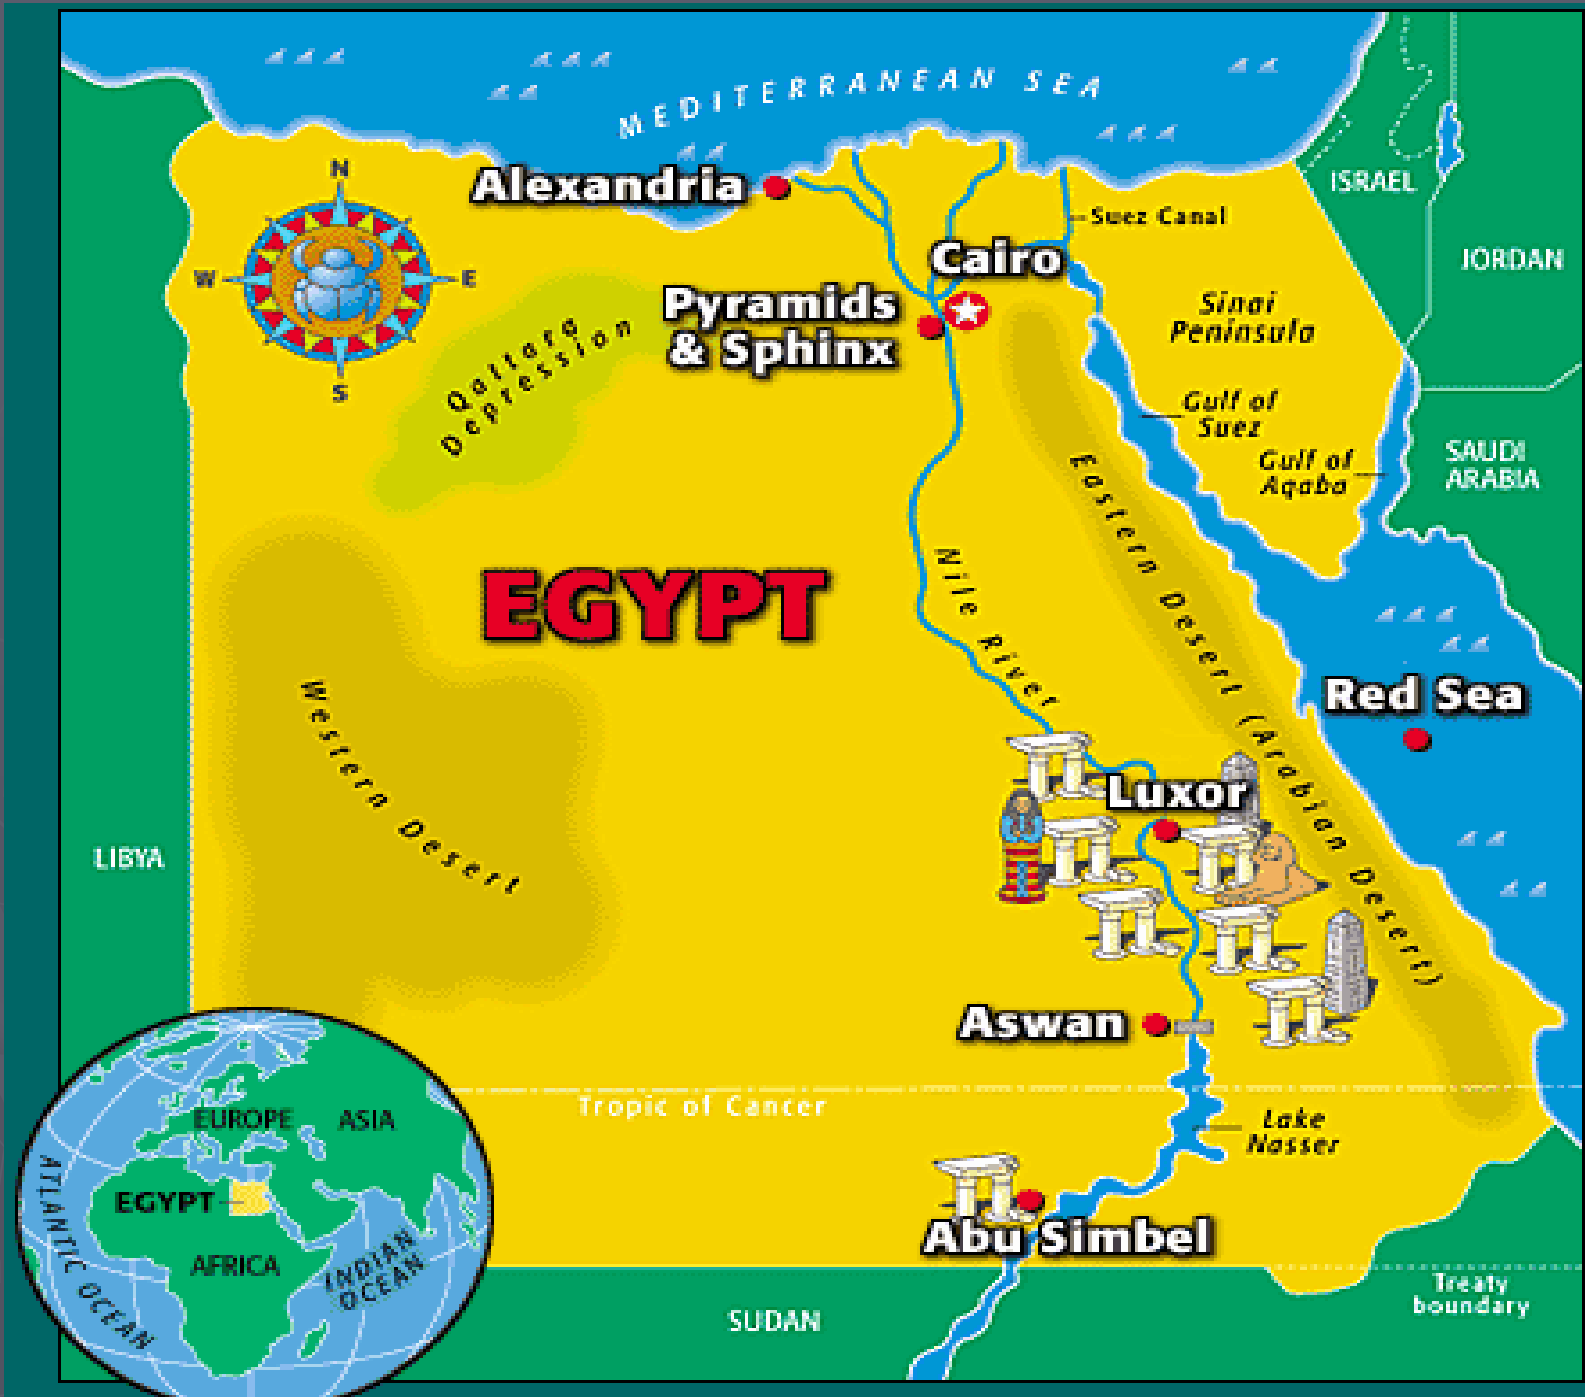 MEDITERRANEAN SEA
N
W
E
S
Alexandria
ISRAEL
Suez Canal
JORDAN
Cairo
Pyramids
& Sphinx
Sinai
Peninsula
Qattara
Depression
Gulf of
Suez
Gulf of
Aqaba
SAUDI
ARABIA
EGYPT
Nile River
Eastern Desert (Arabian Desert)
Red Sea
Western Desert
Luxor
LIBYA
Aswan
Tropic of Cancer
Lake
Nasser
Abu Simbel
Treaty
boundary
SUDAN
EUROPE
ASIA
EGYPT
AFRICA
ATLANTIC OCEAN
INDIAN
OCEAN